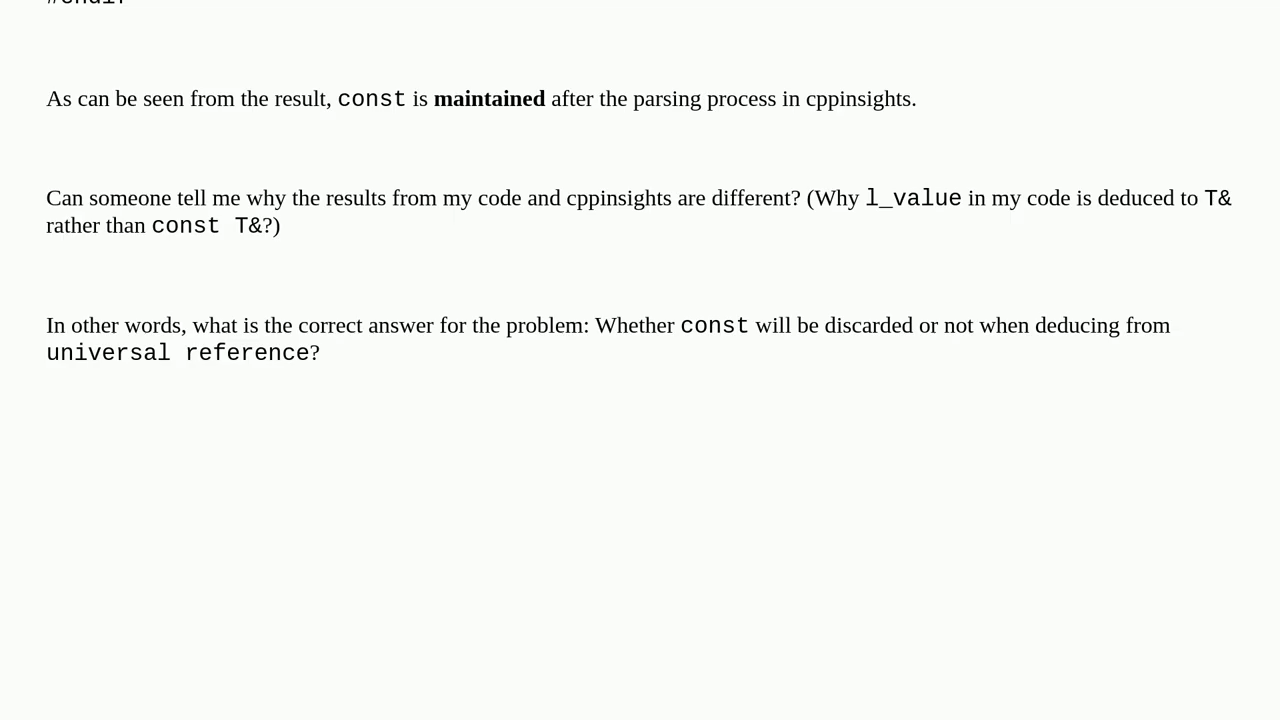 #endif
As can be seen from the result, const is maintained after the parsing process in cppinsights.
Can someone tell me why the results from my code and cppinsights are different? (Why l_value in my code is deduced to T&
rather than const T&?)
In other words, what is the correct answer for the problem: Whether const will be discarded or not when deducing from
universal reference?